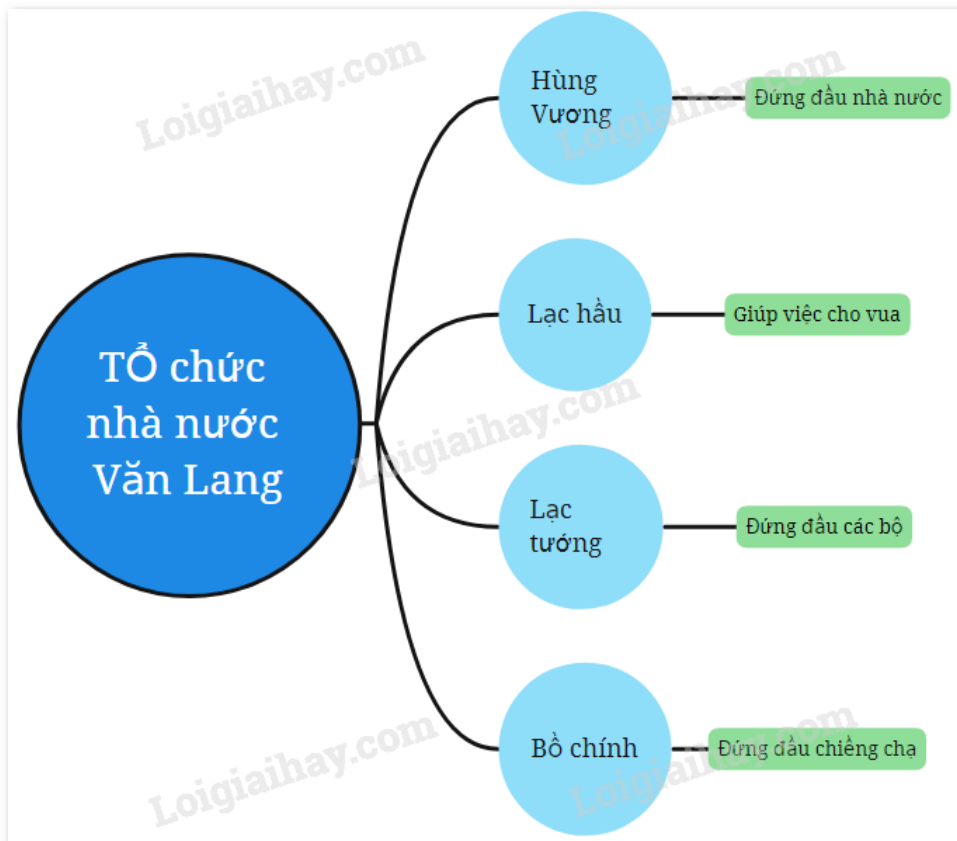 Loigiaihay.com
Hùng
Vương
Đứng đầu nhà nước
Loigiaihay.com
Lạc hầu
Giúp việc cho vua
TỔ chức
nhà nước
Văn Lang
Loigiaihay.com
Lạc
tướng
Đứng đầu các bộ
Bồ chính
Đứng đầu chiềng chạ
Loigiaihay.com
Loigiaihay.com